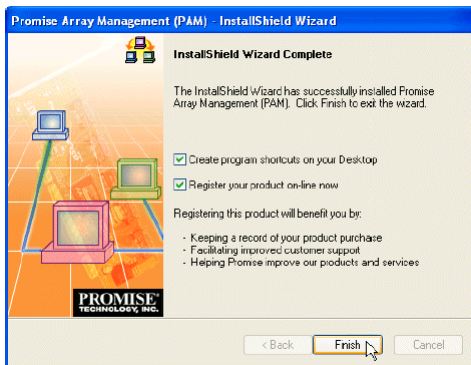 Promise Array Management (PAM) - InstallShield Wizard
InstallShield Wizard Complete
The InstallShield Wizard has successfully installed Promise
Array Management (PAM). Click Finish to exit the wizard.
Create program shortcuts on your Desktop
Register your product on-line now
Registering this product will benefit you by:
- Keeping a record of your product purchase
- Facilitating improved customer support
- Helping Promise improve our products and services
PROMISE®
TECHNOLOGY, INC.
< Back
Finish
Cancel